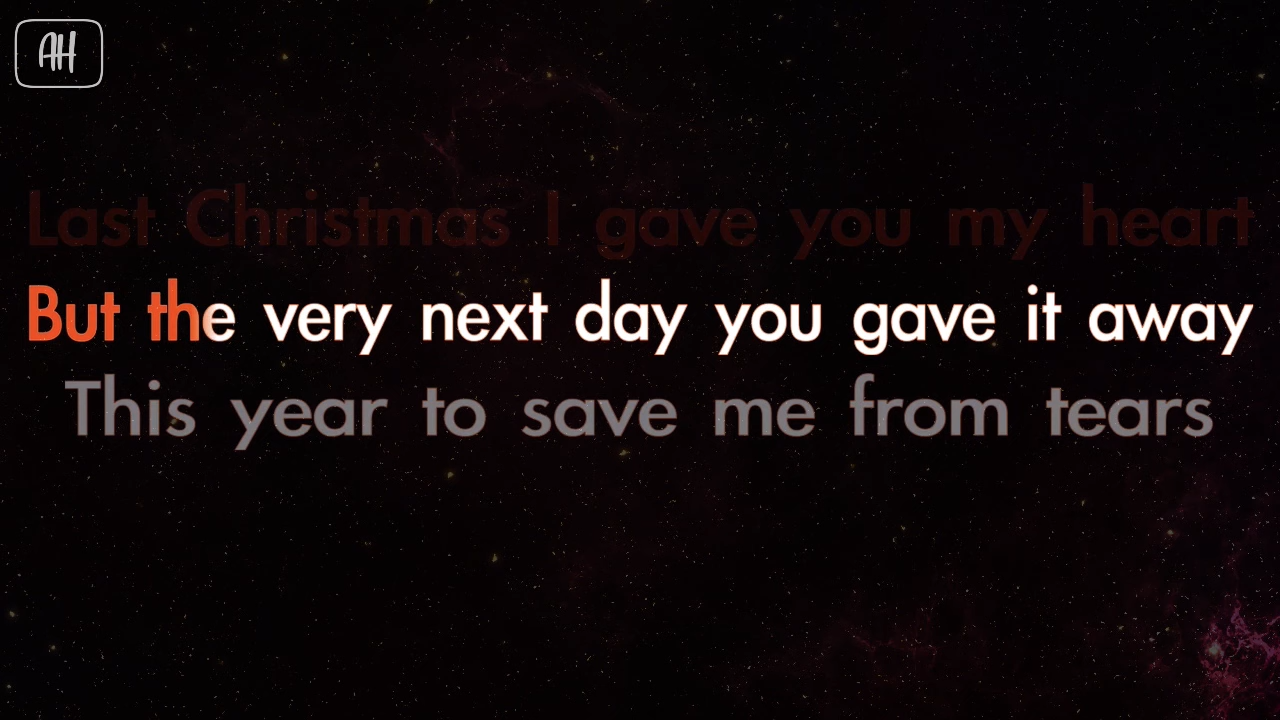 AH
Last Christmas I gave you my heart
But the very next day you gave it away
This year to save me from tears